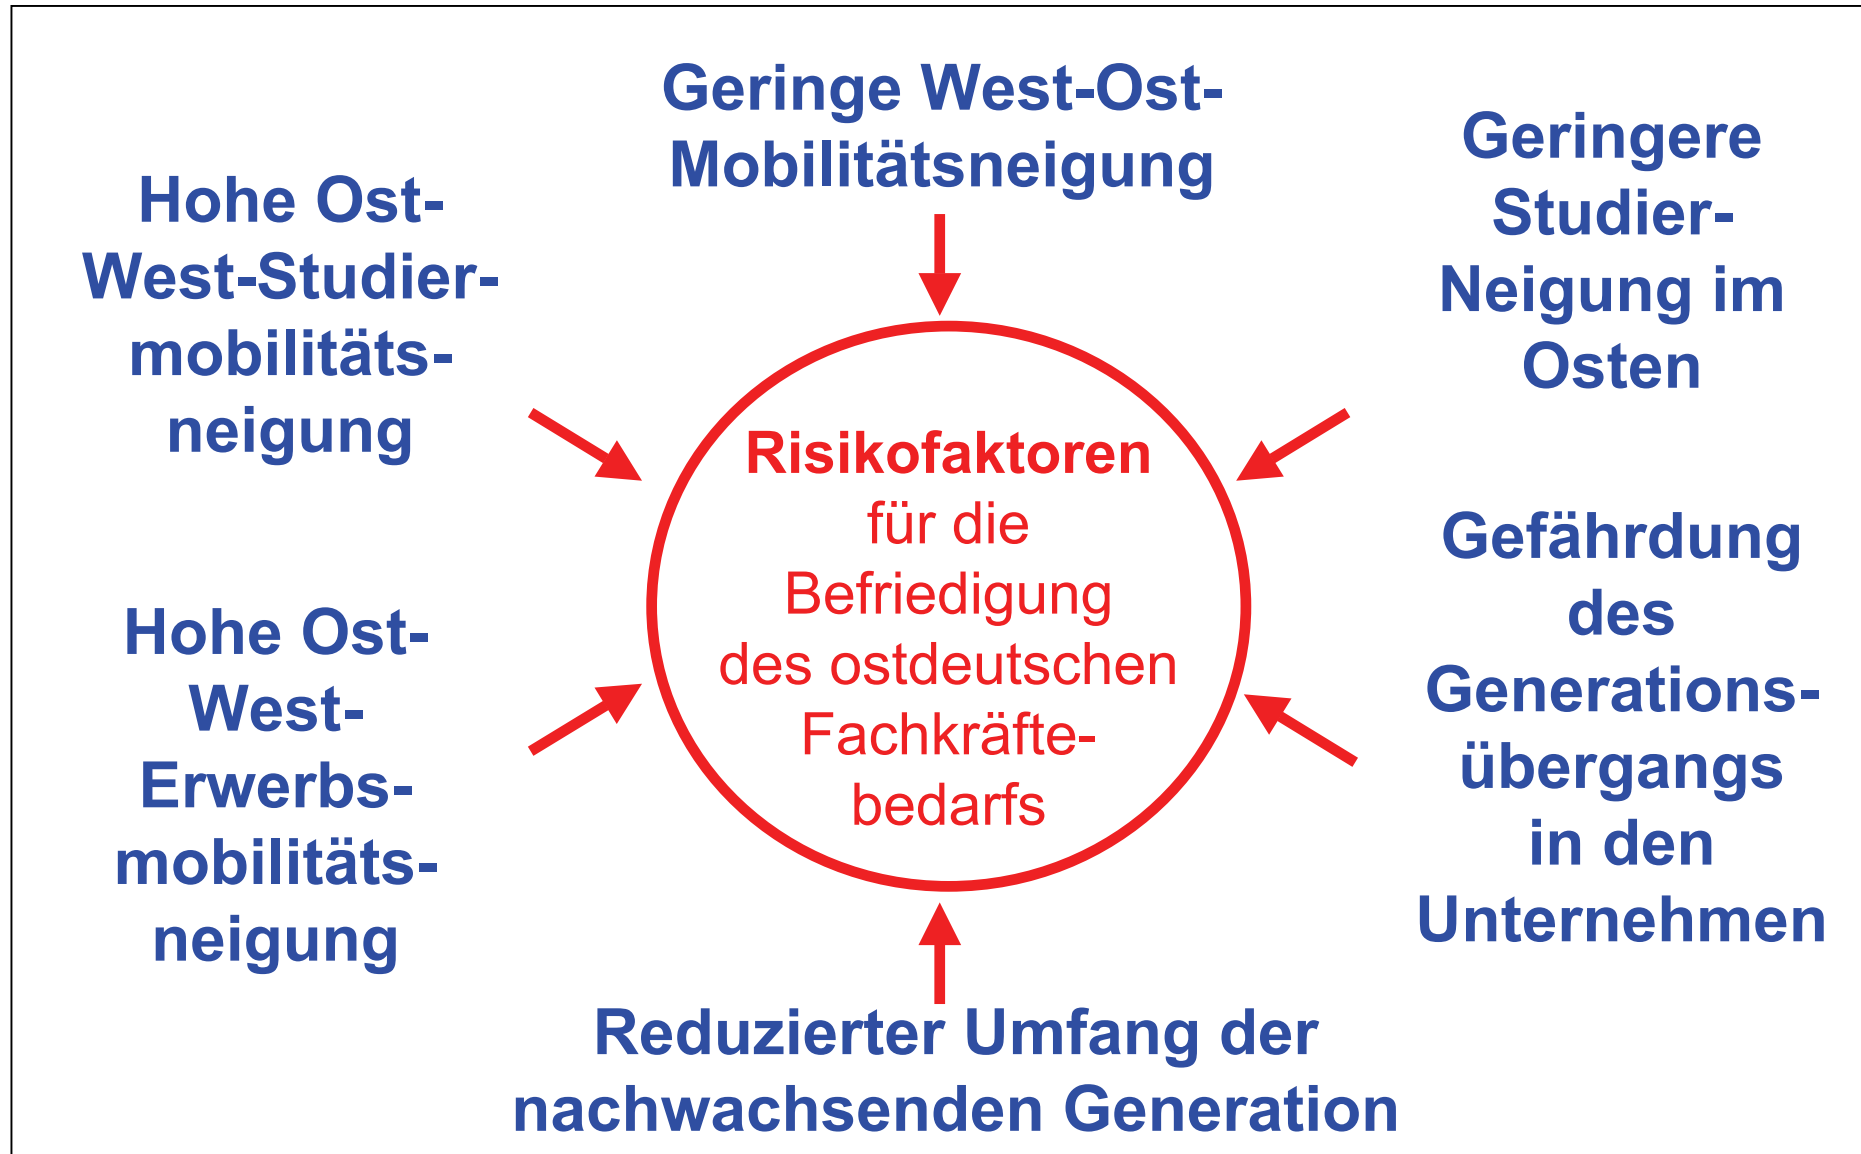 Geringe West-Ost-
Mobilitätsneigung
Geringere
Studier-
Neigung im
Osten
Hohe Ost-
West-Studier-
mobilitäts-
neigung
Risikofaktoren
für die
Befriedigung
des ostdeutschen
Fachkräfte-
bedarfs
Gefährdung
des
Generations-
übergangs
in den
Unternehmen
Hohe Ost-
West-
Erwerbs-
mobilitäts-
neigung
Reduzierter Umfang der
nachwachsenden Generation